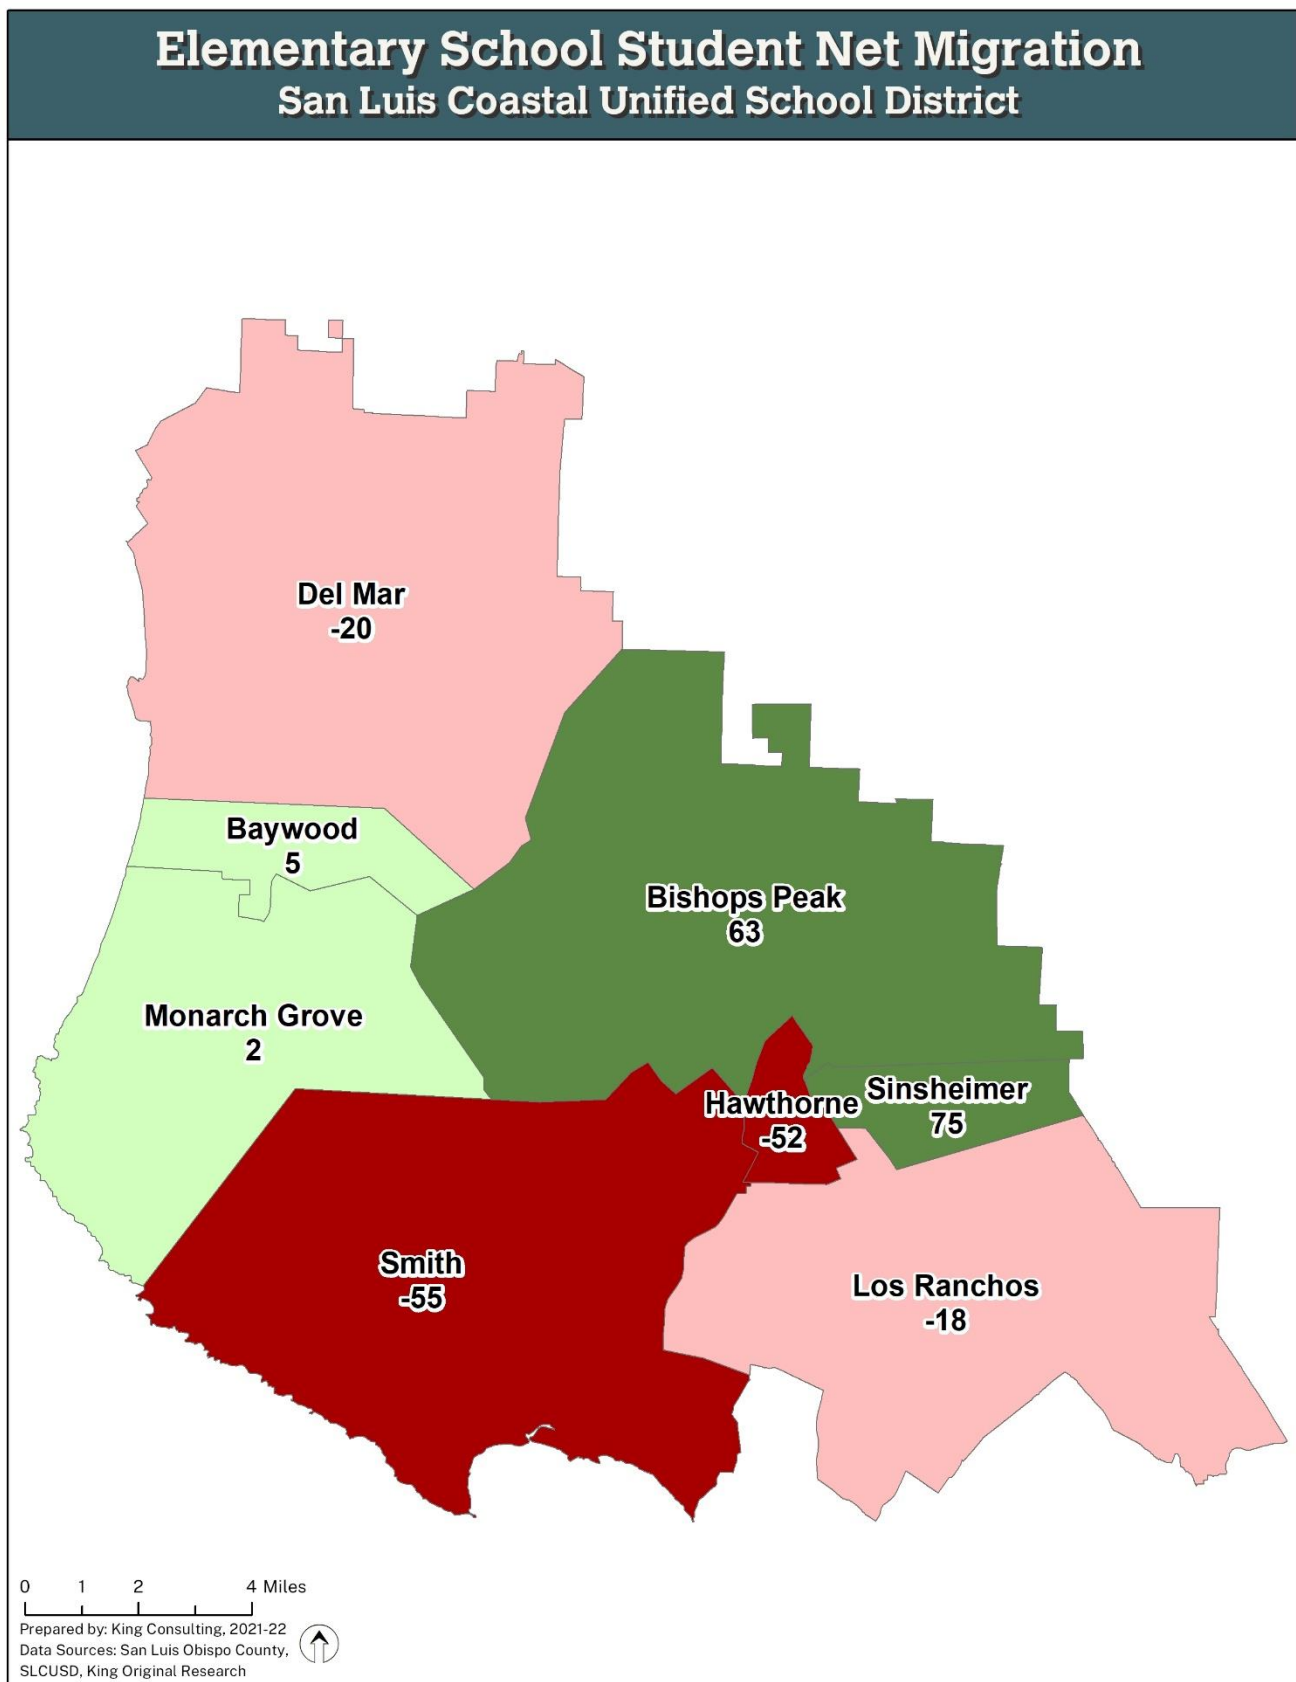 Elementary School Student Net Migration
San Luis Coastal Unified School District
Del Mar
-20
Baywood
5
Bishops Peak
63
Monarch Grove
2
Hawthorne
-52
Sinsheimer
75
Smith
-55
Los Ranchos
-18
0 1 2 4 Miles
Prepared by: King Consulting, 2021-22
Data Sources: San Luis Obispo County,
SLCUSD, King Original Research